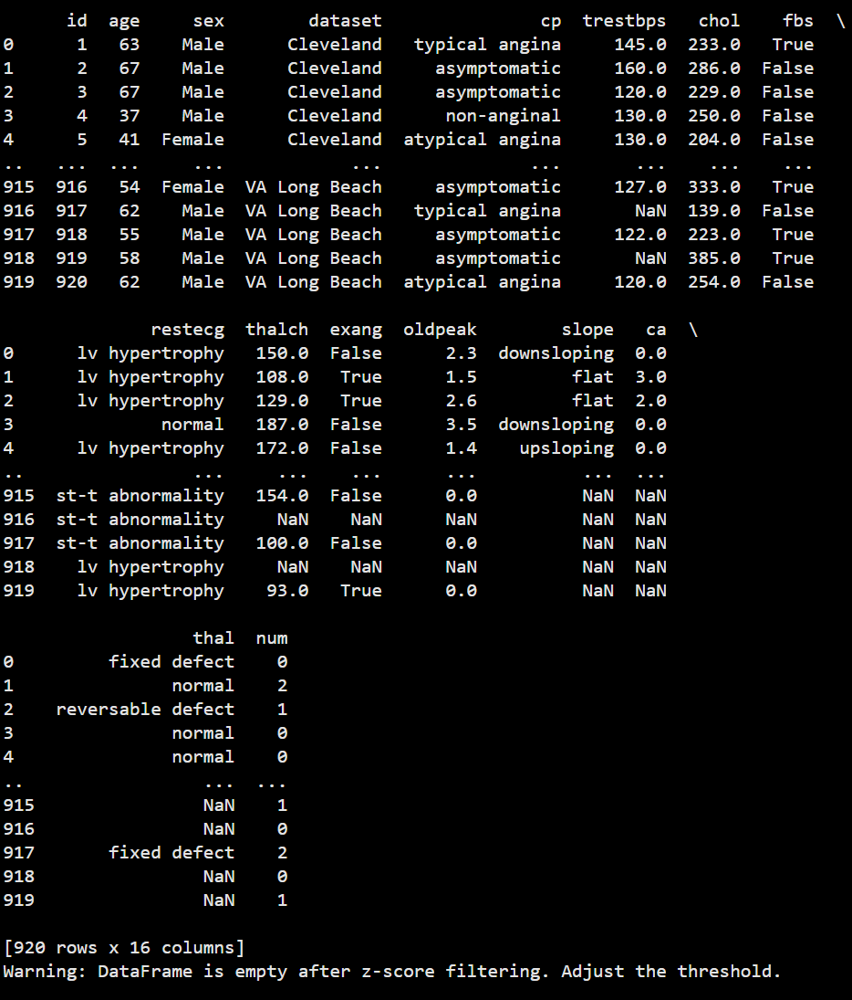 id  age     sex        dataset               cp  trestbps   chol    fbs  \
0      1   63    Male      Cleveland   typical angina     145.0  233.0   True
1      2   67    Male      Cleveland     asymptomatic     160.0  286.0  False
2      3   67    Male      Cleveland     asymptomatic     120.0  229.0  False
3      4   37    Male      Cleveland      non-anginal     130.0  250.0  False
4      5   41  Female      Cleveland  atypical angina     130.0  204.0  False
..   ...  ...     ...            ...              ...       ...    ...    ...
915  916   54  Female  VA Long Beach     asymptomatic     127.0  333.0   True
916  917   62    Male  VA Long Beach   typical angina       NaN  139.0  False
917  918   55    Male  VA Long Beach     asymptomatic     122.0  223.0   True
918  919   58    Male  VA Long Beach     asymptomatic       NaN  385.0   True
919  920   62    Male  VA Long Beach  atypical angina     120.0  254.0  False

              restecg  thalch  exang  oldpeak        slope   ca  \
0      lv hypertrophy   150.0  False      2.3  downsloping  0.0
1      lv hypertrophy   108.0   True      1.5         flat  3.0
2      lv hypertrophy   129.0   True      2.6         flat  2.0
3              normal   187.0  False      3.5  downsloping  0.0
4      lv hypertrophy   172.0  False      1.4    upsloping  0.0
..                ...     ...    ...      ...          ...  ...
915  st-t abnormality   154.0  False      0.0          NaN  NaN
916  st-t abnormality     NaN    NaN      NaN          NaN  NaN
917  st-t abnormality   100.0  False      0.0          NaN  NaN
918    lv hypertrophy     NaN    NaN      NaN          NaN  NaN
919    lv hypertrophy    93.0   True      0.0          NaN  NaN

                  thal  num
0         fixed defect    0
1               normal    2
2    reversable defect    1
3               normal    0
4               normal    0
..                 ...  ...
915                NaN    1
916                NaN    0
917       fixed defect    2
918                NaN    0
919                NaN    1

[920 rows x 16 columns]
Warning: DataFrame is empty after z-score filtering. Adjust the threshold.